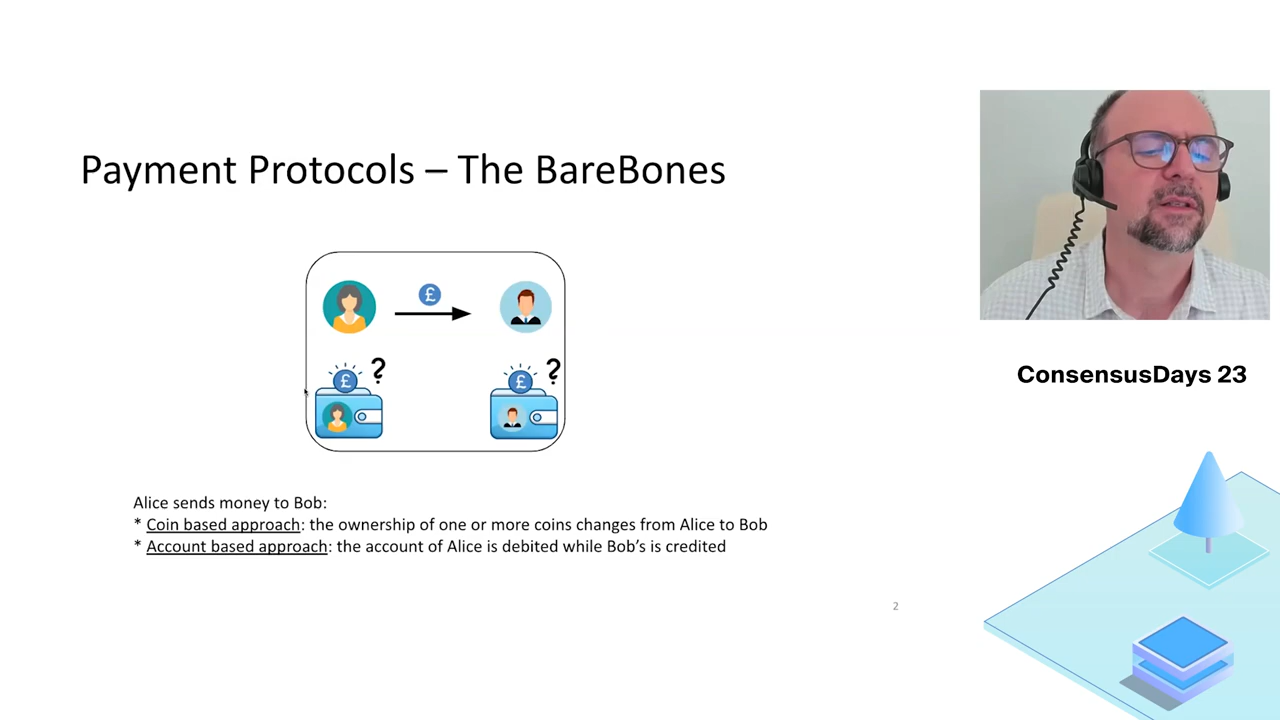 Payment Protocols – The BareBones
£
? ?
£ £
Alice sends money to Bob:
* Coin based approach: the ownership of one or more coins changes from Alice to Bob
* Account based approach: the account of Alice is debited while Bob’s is credited
2
ConsensusDays 23